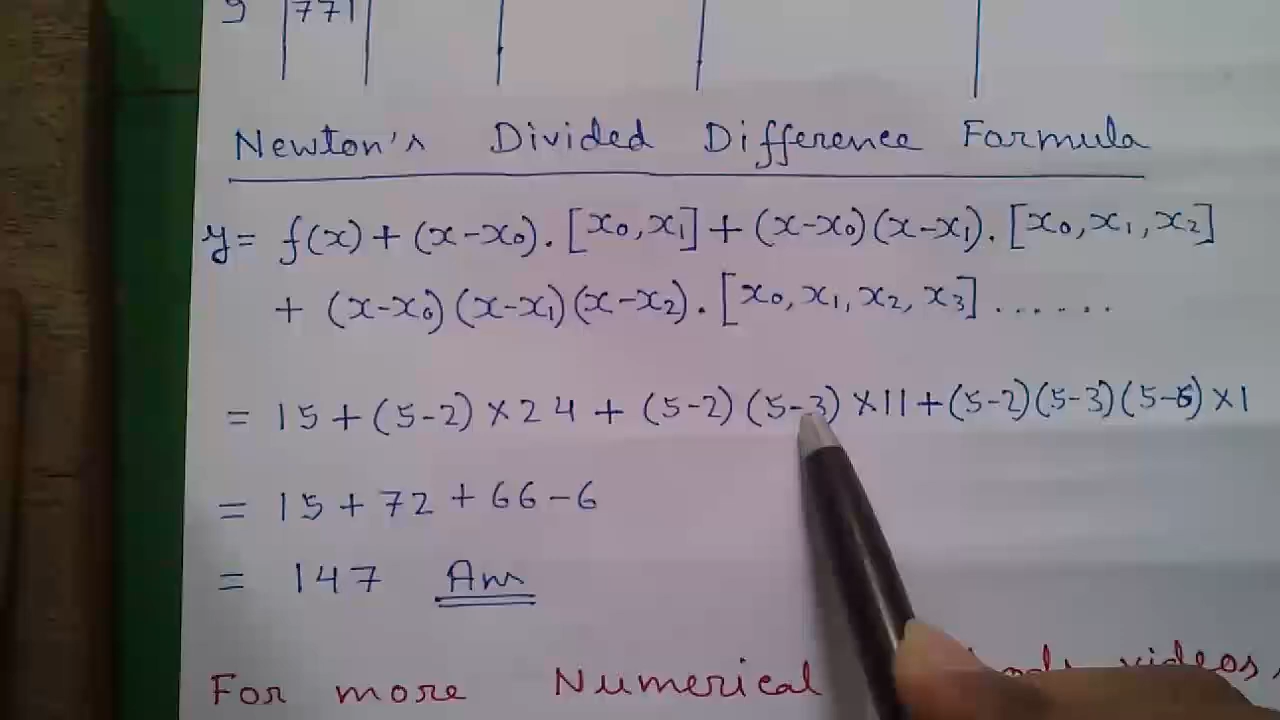 9 771
Newton's Divided Difference Formula
y = f(x) + (x-x₀). [x₀, x₁] + (x-x₀)(x-x₁). [x₀, x₁, x₂]
+ (x-x₀)(x-x₁)(x-x₂). [x₀, x₁, x₂, x₃] ......
= 15 + (5-2) × 24 + (5-2) (5-3) × 11 + (5-2)(5-3)(5-6) × 1
= 15 + 72 + 66 - 6
= 147 Ans
For more Numerical videos,